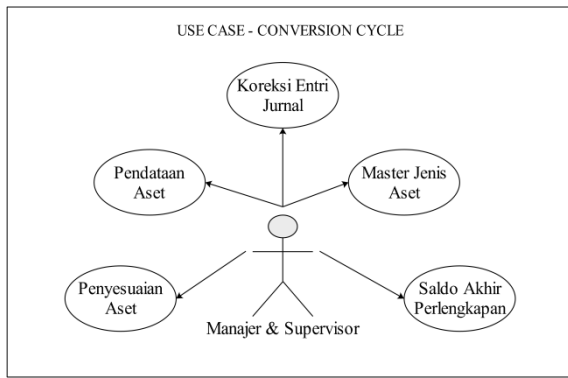 USE CASE - CONVERSION CYCLE
Koreksi Entri
Jurnal
Pendataan
Aset
Master Jenis
Aset
Penyesuaian
Aset
Saldo Akhir
Perlengkapan
Manajer & Supervisor